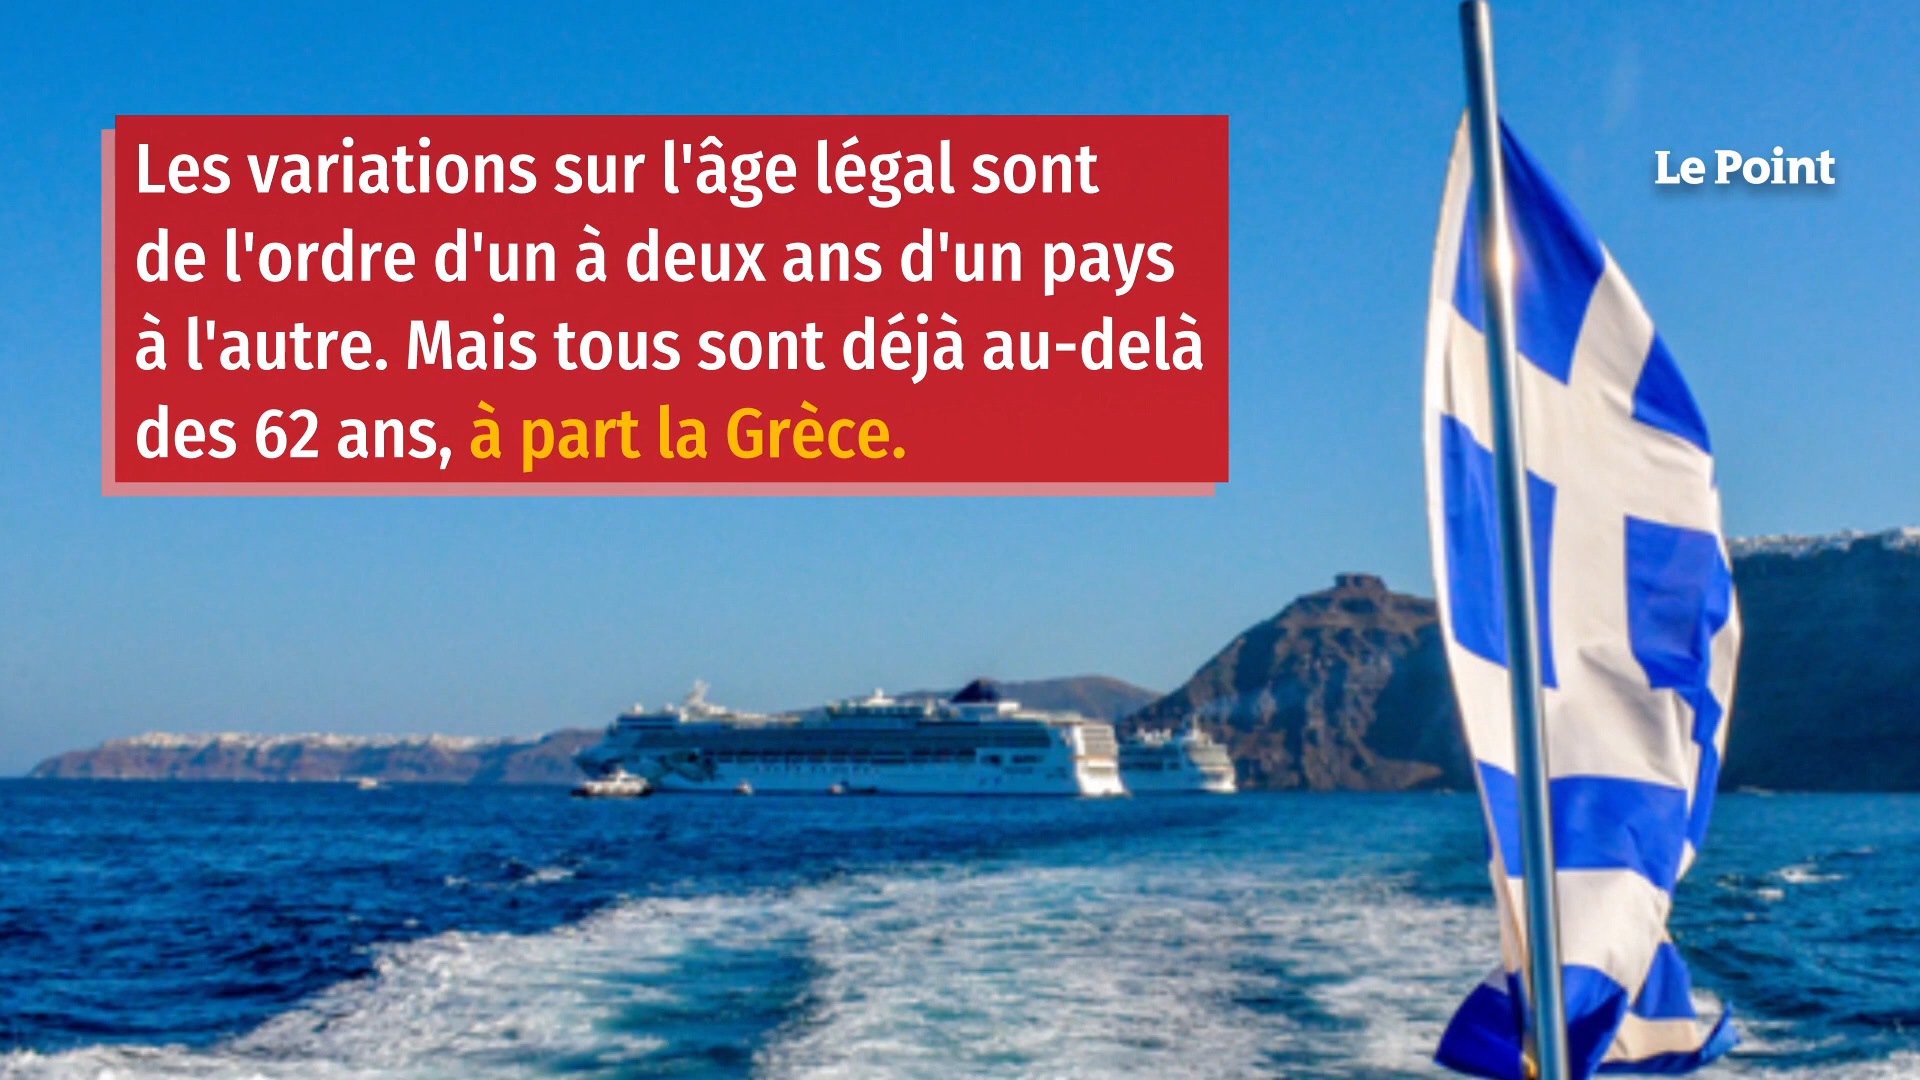 Les variations sur l'âge légal sont
de l'ordre d'un à deux ans d'un pays
à l'autre. Mais tous sont déjà au-delà
des 62 ans, à part la Grèce.
Le Point